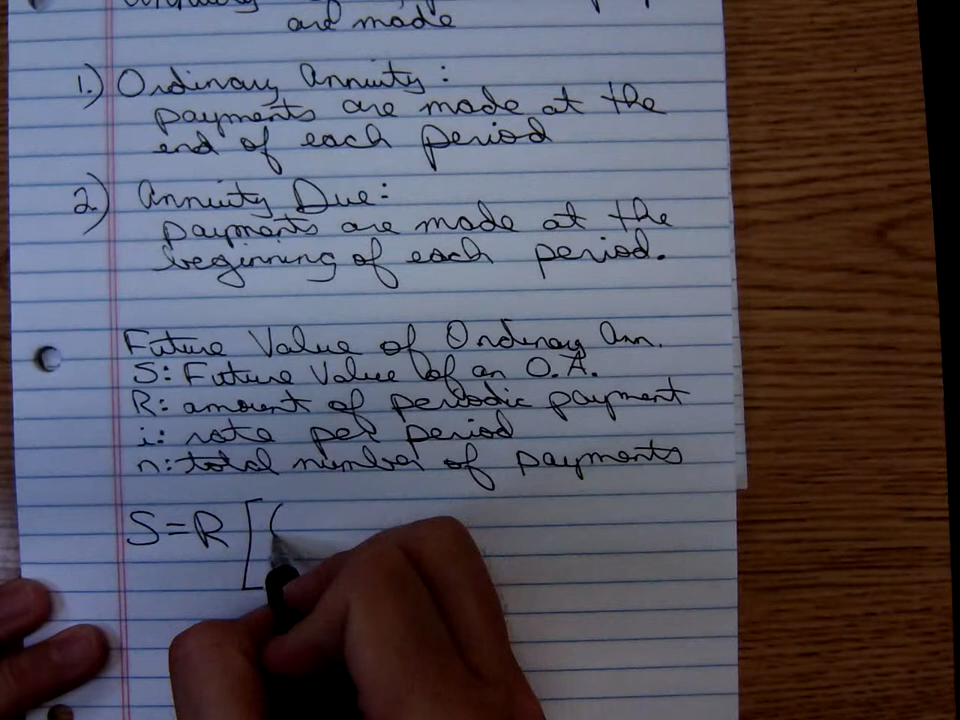 are made
1.) Ordinary Annuity:
payments are made at the
end of each period
2.) Annuity Due:
payments are made at the
beginning of each period.
Future Value of Ordinary Ann.
S: Future Value of an O.A.
R: amount of periodic payment
i: rate per period
n: total number of payments
S=R[(